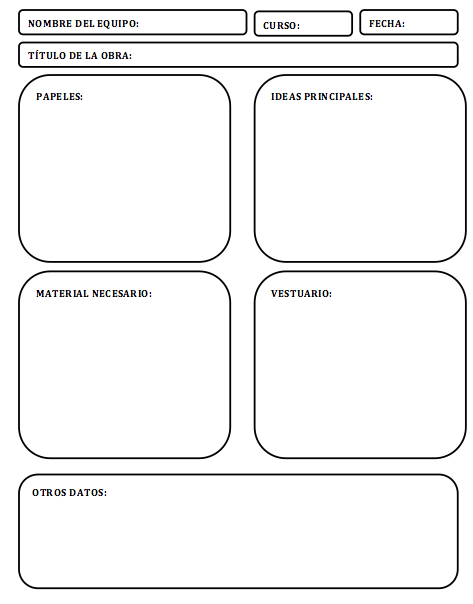 NOMBRE DEL EQUIPO:
CURSO:
FECHA:
TÍTULO DE LA OBRA:
PAPELES:
IDEAS PRINCIPALES:
MATERIAL NECESARIO:
VESTUARIO:
OTROS DATOS: